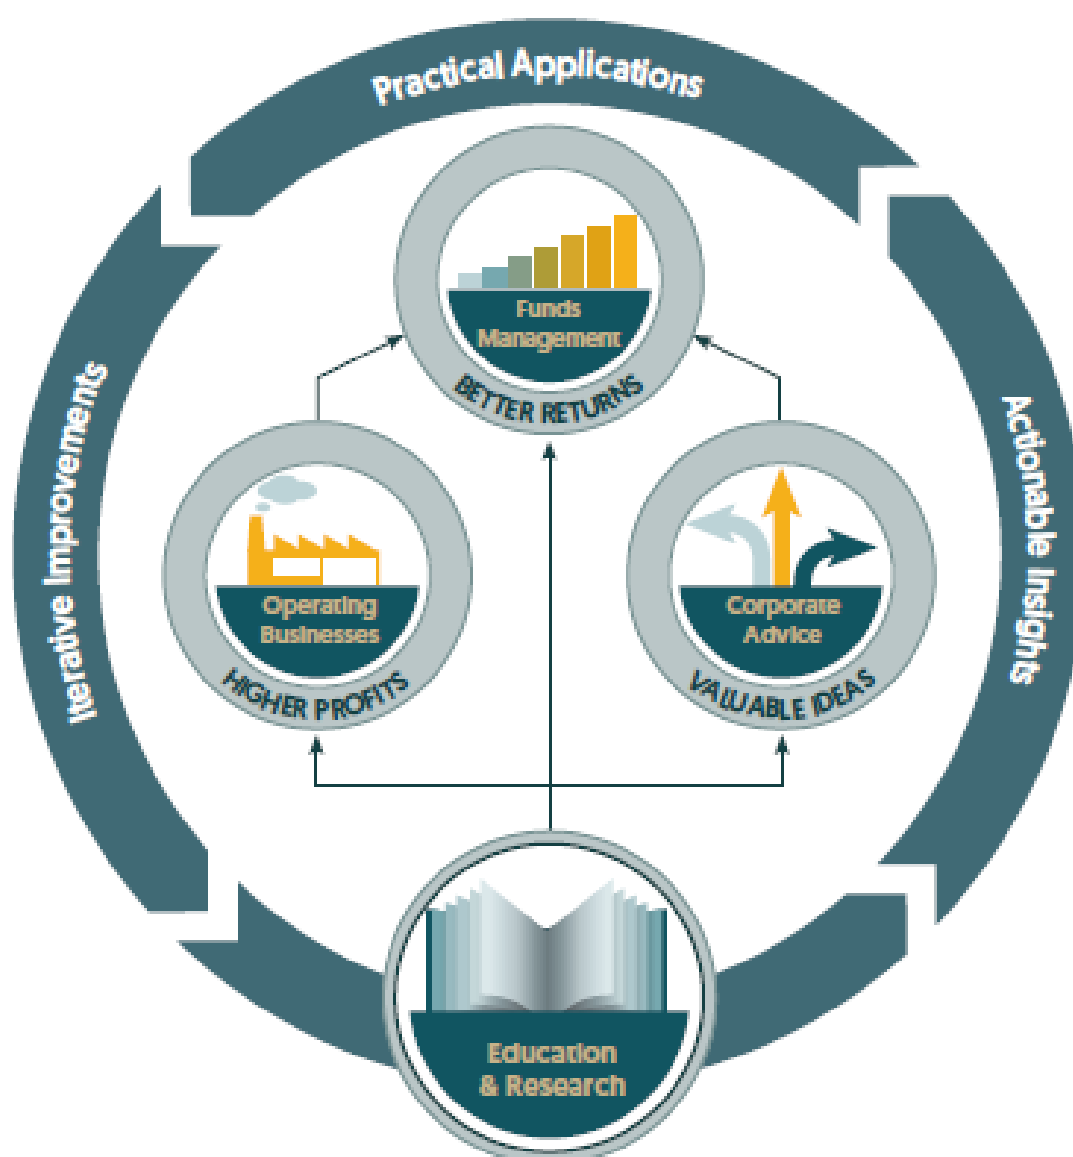 Practical Applications
Funds
Management
BETTER RETURNS
Iterative Improvements
Actionable Insights
Operating
Businesses
HIGHER PROFITS
Corporate
Advice
VALUABLE IDEAS
Education
& Research